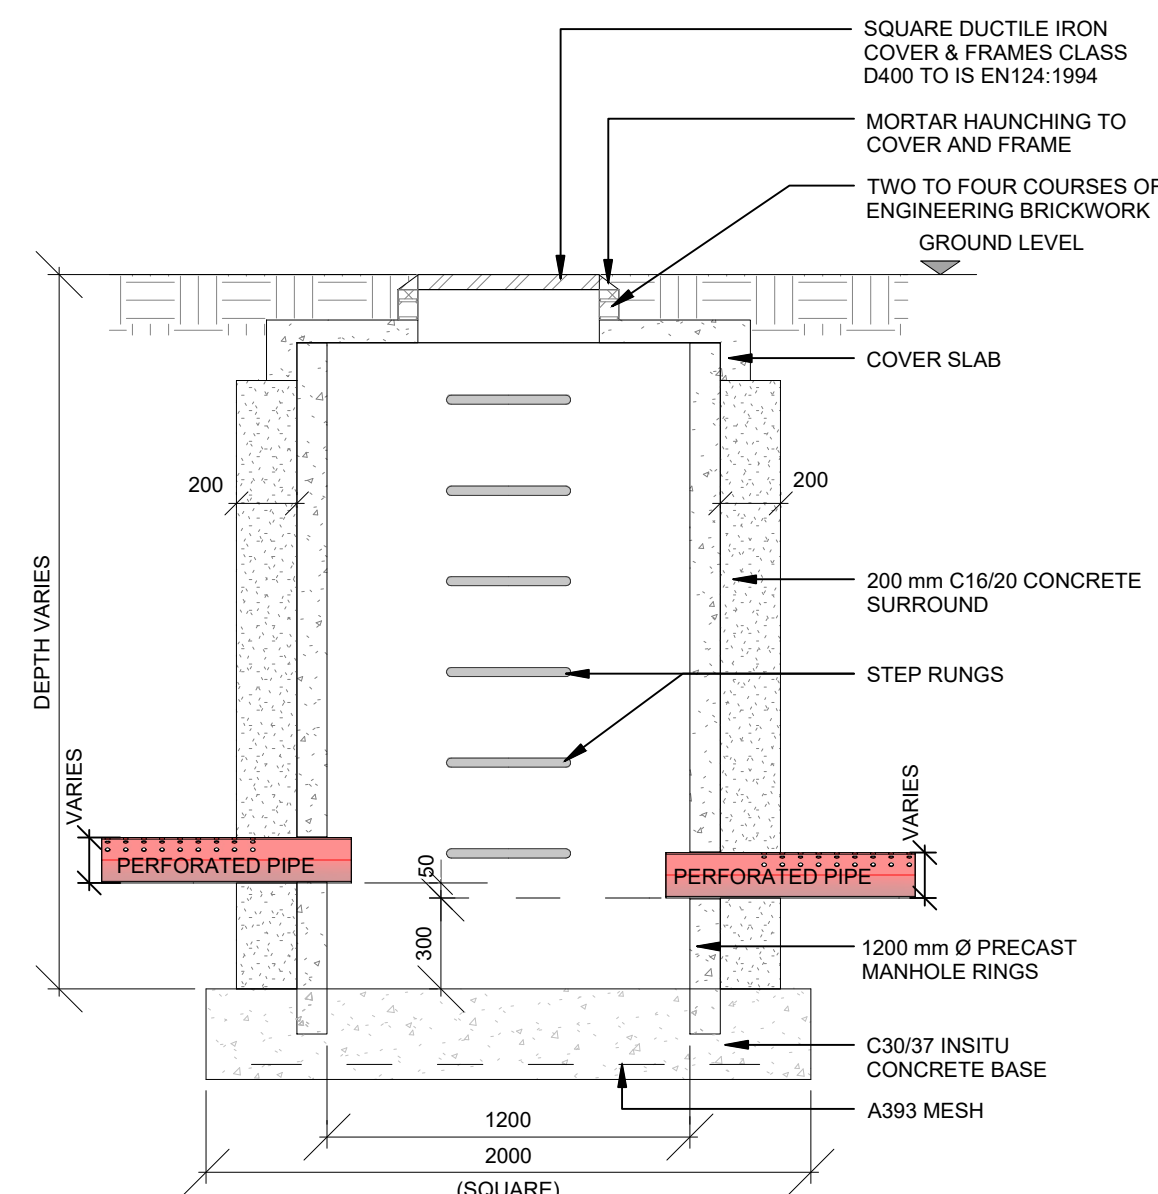 SQUARE DUCTILE IRON
COVER & FRAMES CLASS
D400 TO IS EN124:1994
MORTAR HAUNCHING TO
COVER AND FRAME
TWO TO FOUR COURSES OF
ENGINEERING BRICKWORK
GROUND LEVEL
COVER SLAB
200
200
200 mm C16/20 CONCRETE
SURROUND
DEPTH VARIES
STEP RUNGS
VARIES
VARIES
PERFORATED PIPE
50
PERFORATED PIPE
300
1200 mm Ø PRECAST
MANHOLE RINGS
C30/37 INSITU
CONCRETE BASE
A393 MESH
1200
2000
(SQUARE)